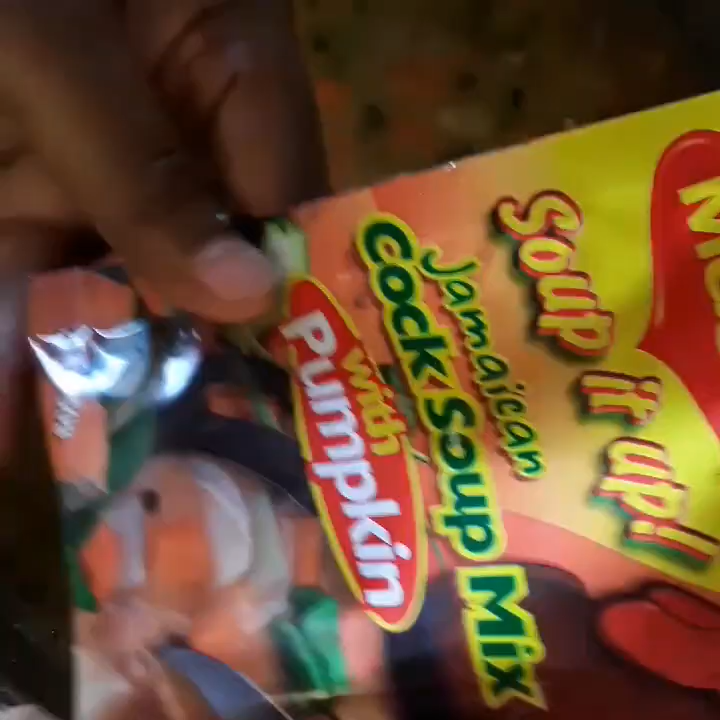 Soup it up!
Jamaican
Cock Soup Mix
with
Pumpkin